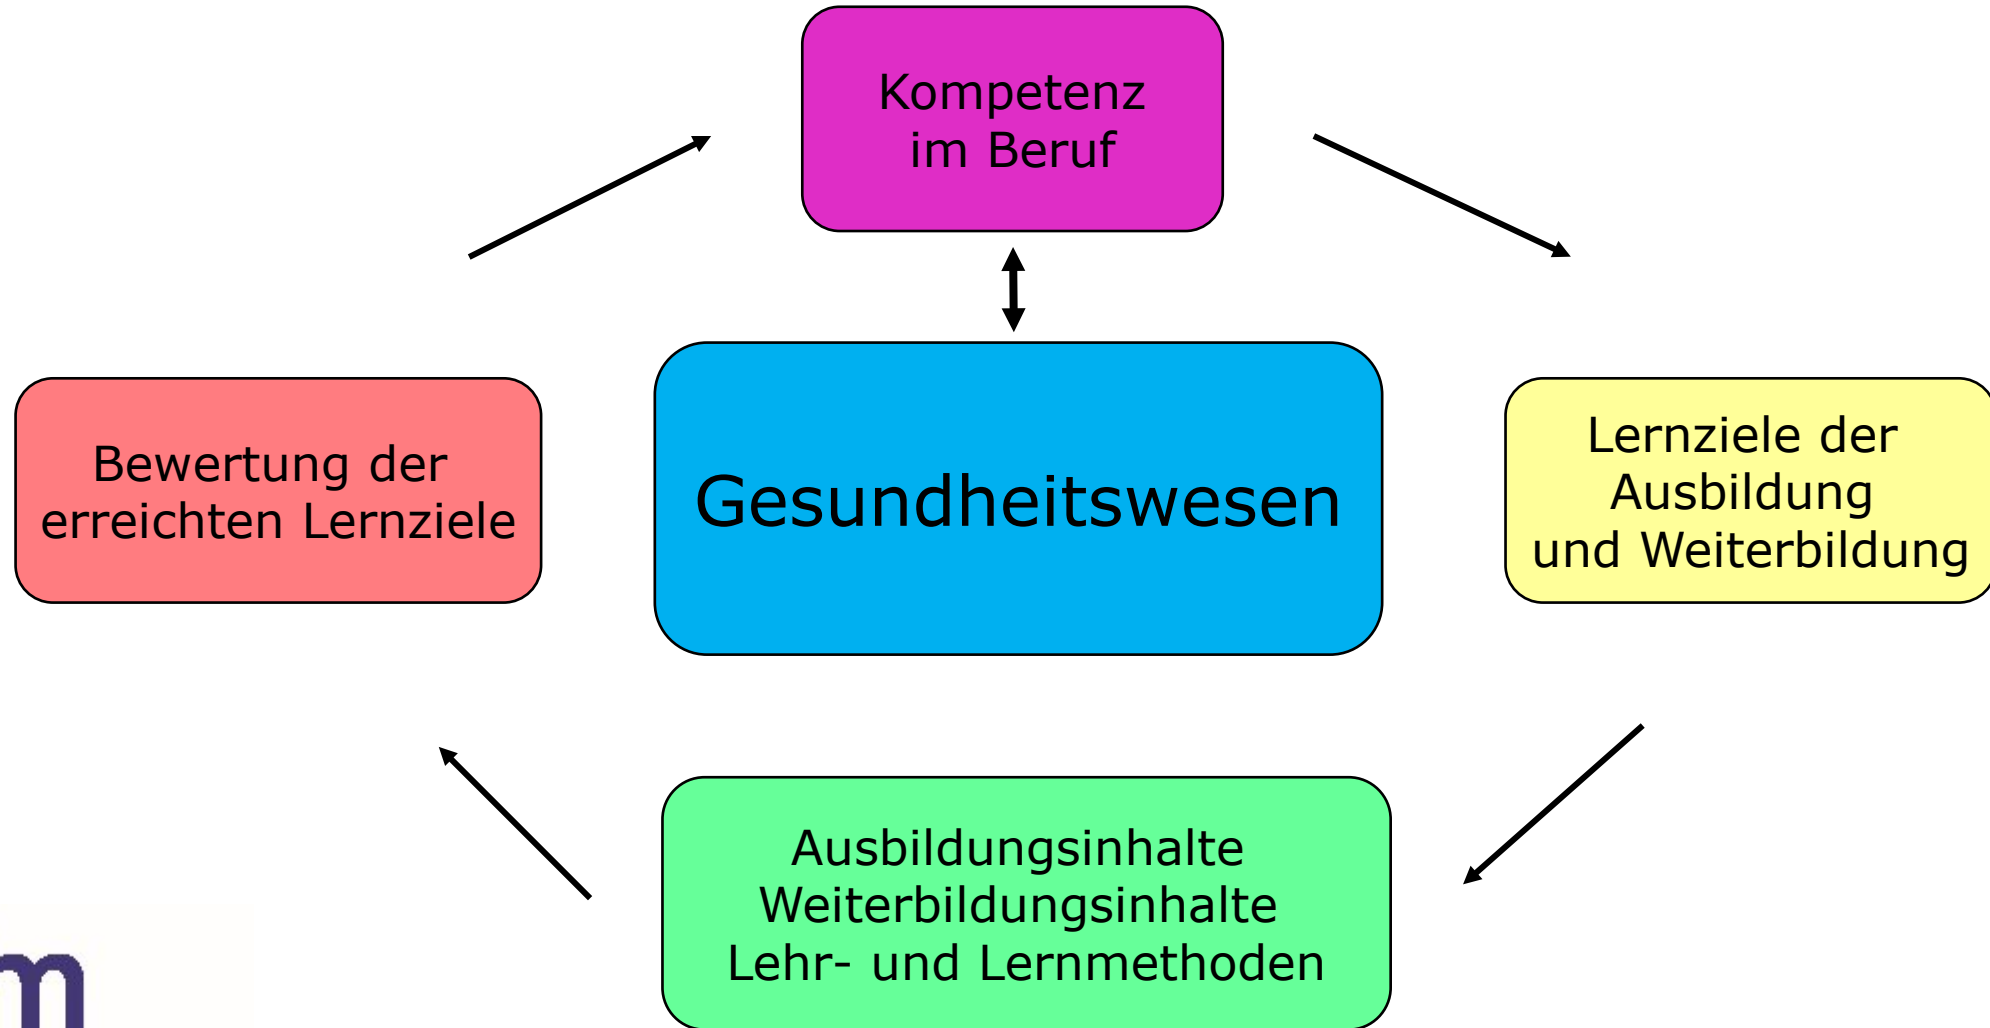 Kompetenz
im Beruf
Bewertung der
erreichten Lernziele
Gesundheitswesen
Lernziele der
Ausbildung
und Weiterbildung
Ausbildungsinhalte
Weiterbildungsinhalte
Lehr- und Lernmethoden
m